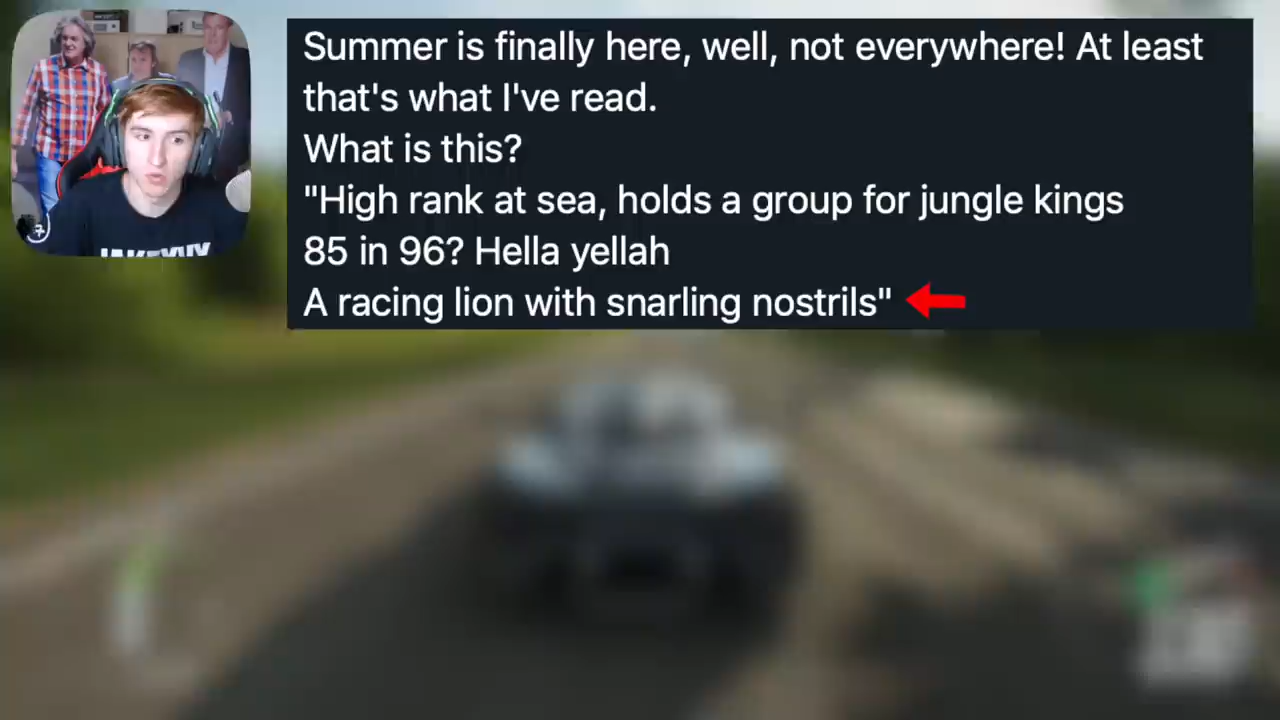 Summer is finally here, well, not everywhere! At least
that's what I've read.
What is this?
"High rank at sea, holds a group for jungle kings
85 in 96? Hella yellah
A racing lion with snarling nostrils"